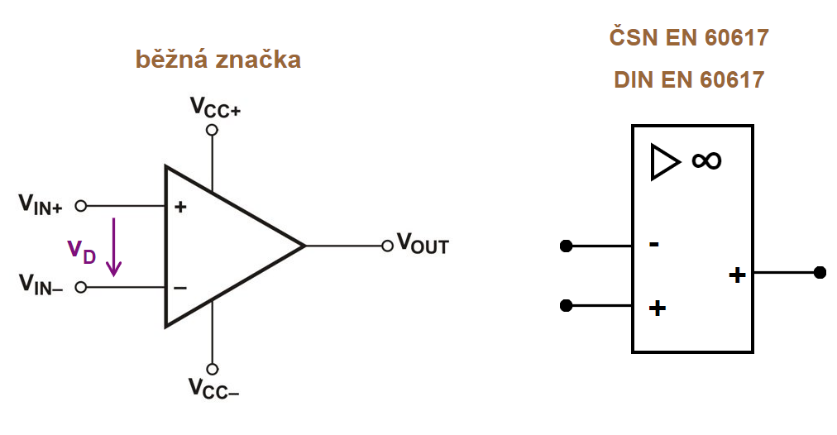 běžná značka
VCC+
VIN+
+
vD
VOUT
VIN–
–
VCC–
ČSN EN 60617
DIN EN 60617
∞
-
+
+